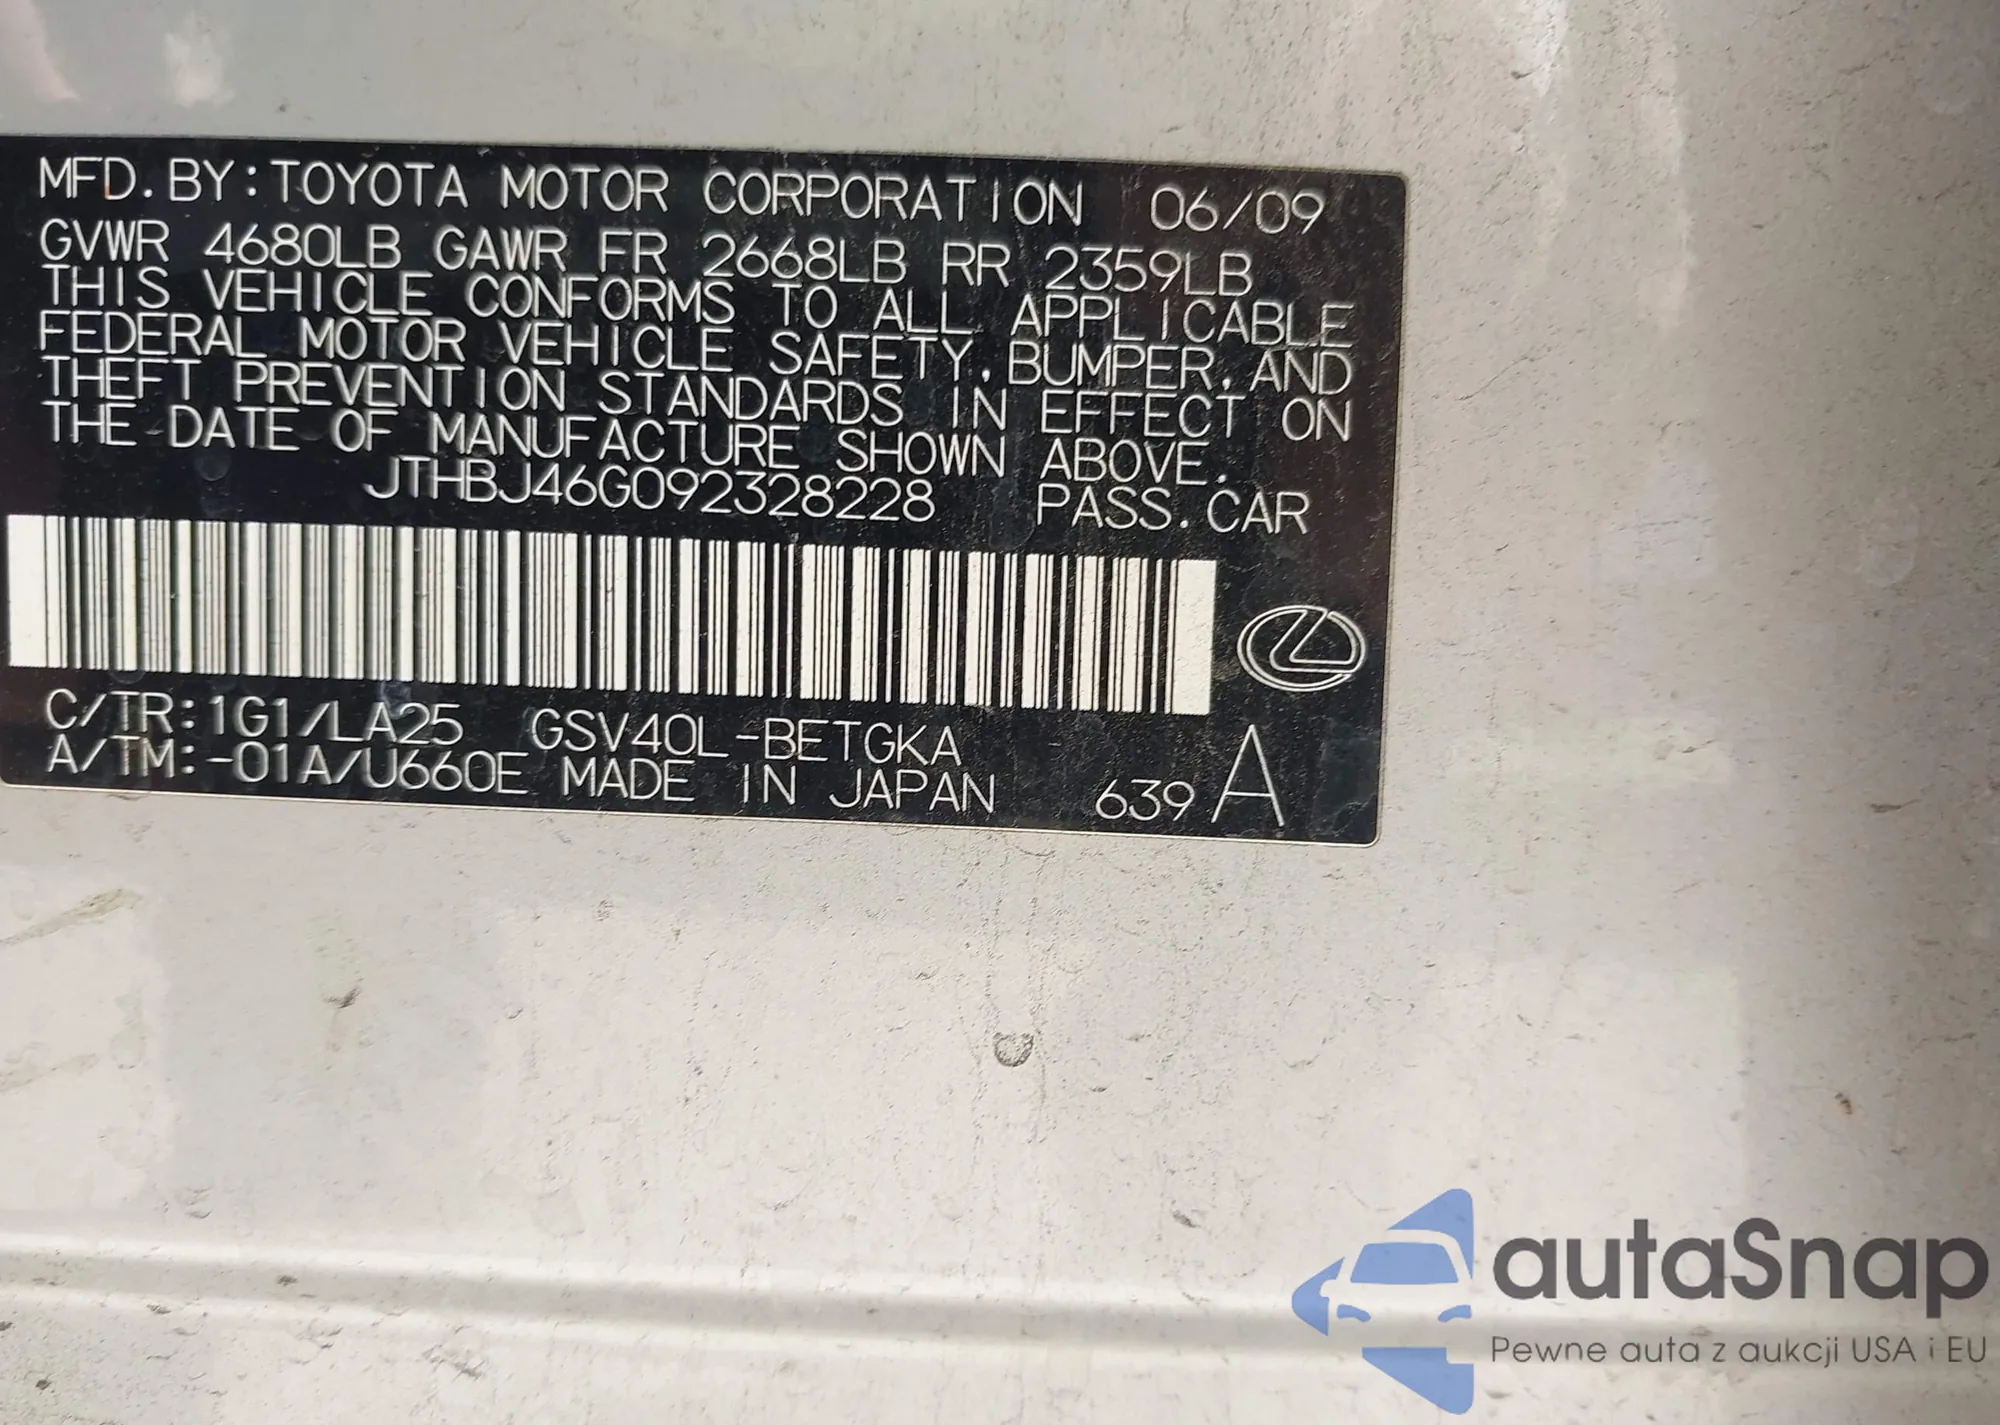 MFD. BY: TOYOTA MOTOR CORPORATION 06/09
GVWR 4680LB GAWR FR 2668LB RR 2359LB
THIS VEHICLE CONFORMS TO ALL APPLICABLE
FEDERAL MOTOR VEHICLE SAFETY, BUMPER, AND
THEFT PREVENTION STANDARDS IN EFFECT ON
THE DATE OF MANUFACTURE SHOWN ABOVE.
JTHBJ46G092328228 PASS. CAR
C/TR: 1G1/LA25 GSV40L-BETGKA
A/TM: -01A/U660E MADE IN JAPAN 639 A
autaSnap
Pewne auta z aukcji USA i EU